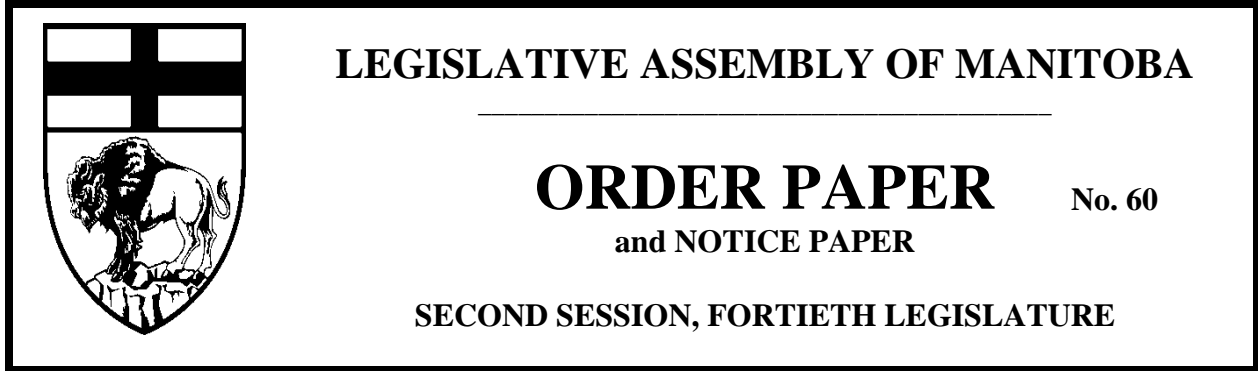 LEGISLATIVE ASSEMBLY OF MANITOBA
ORDER PAPER No. 60
and NOTICE PAPER
SECOND SESSION, FORTIETH LEGISLATURE